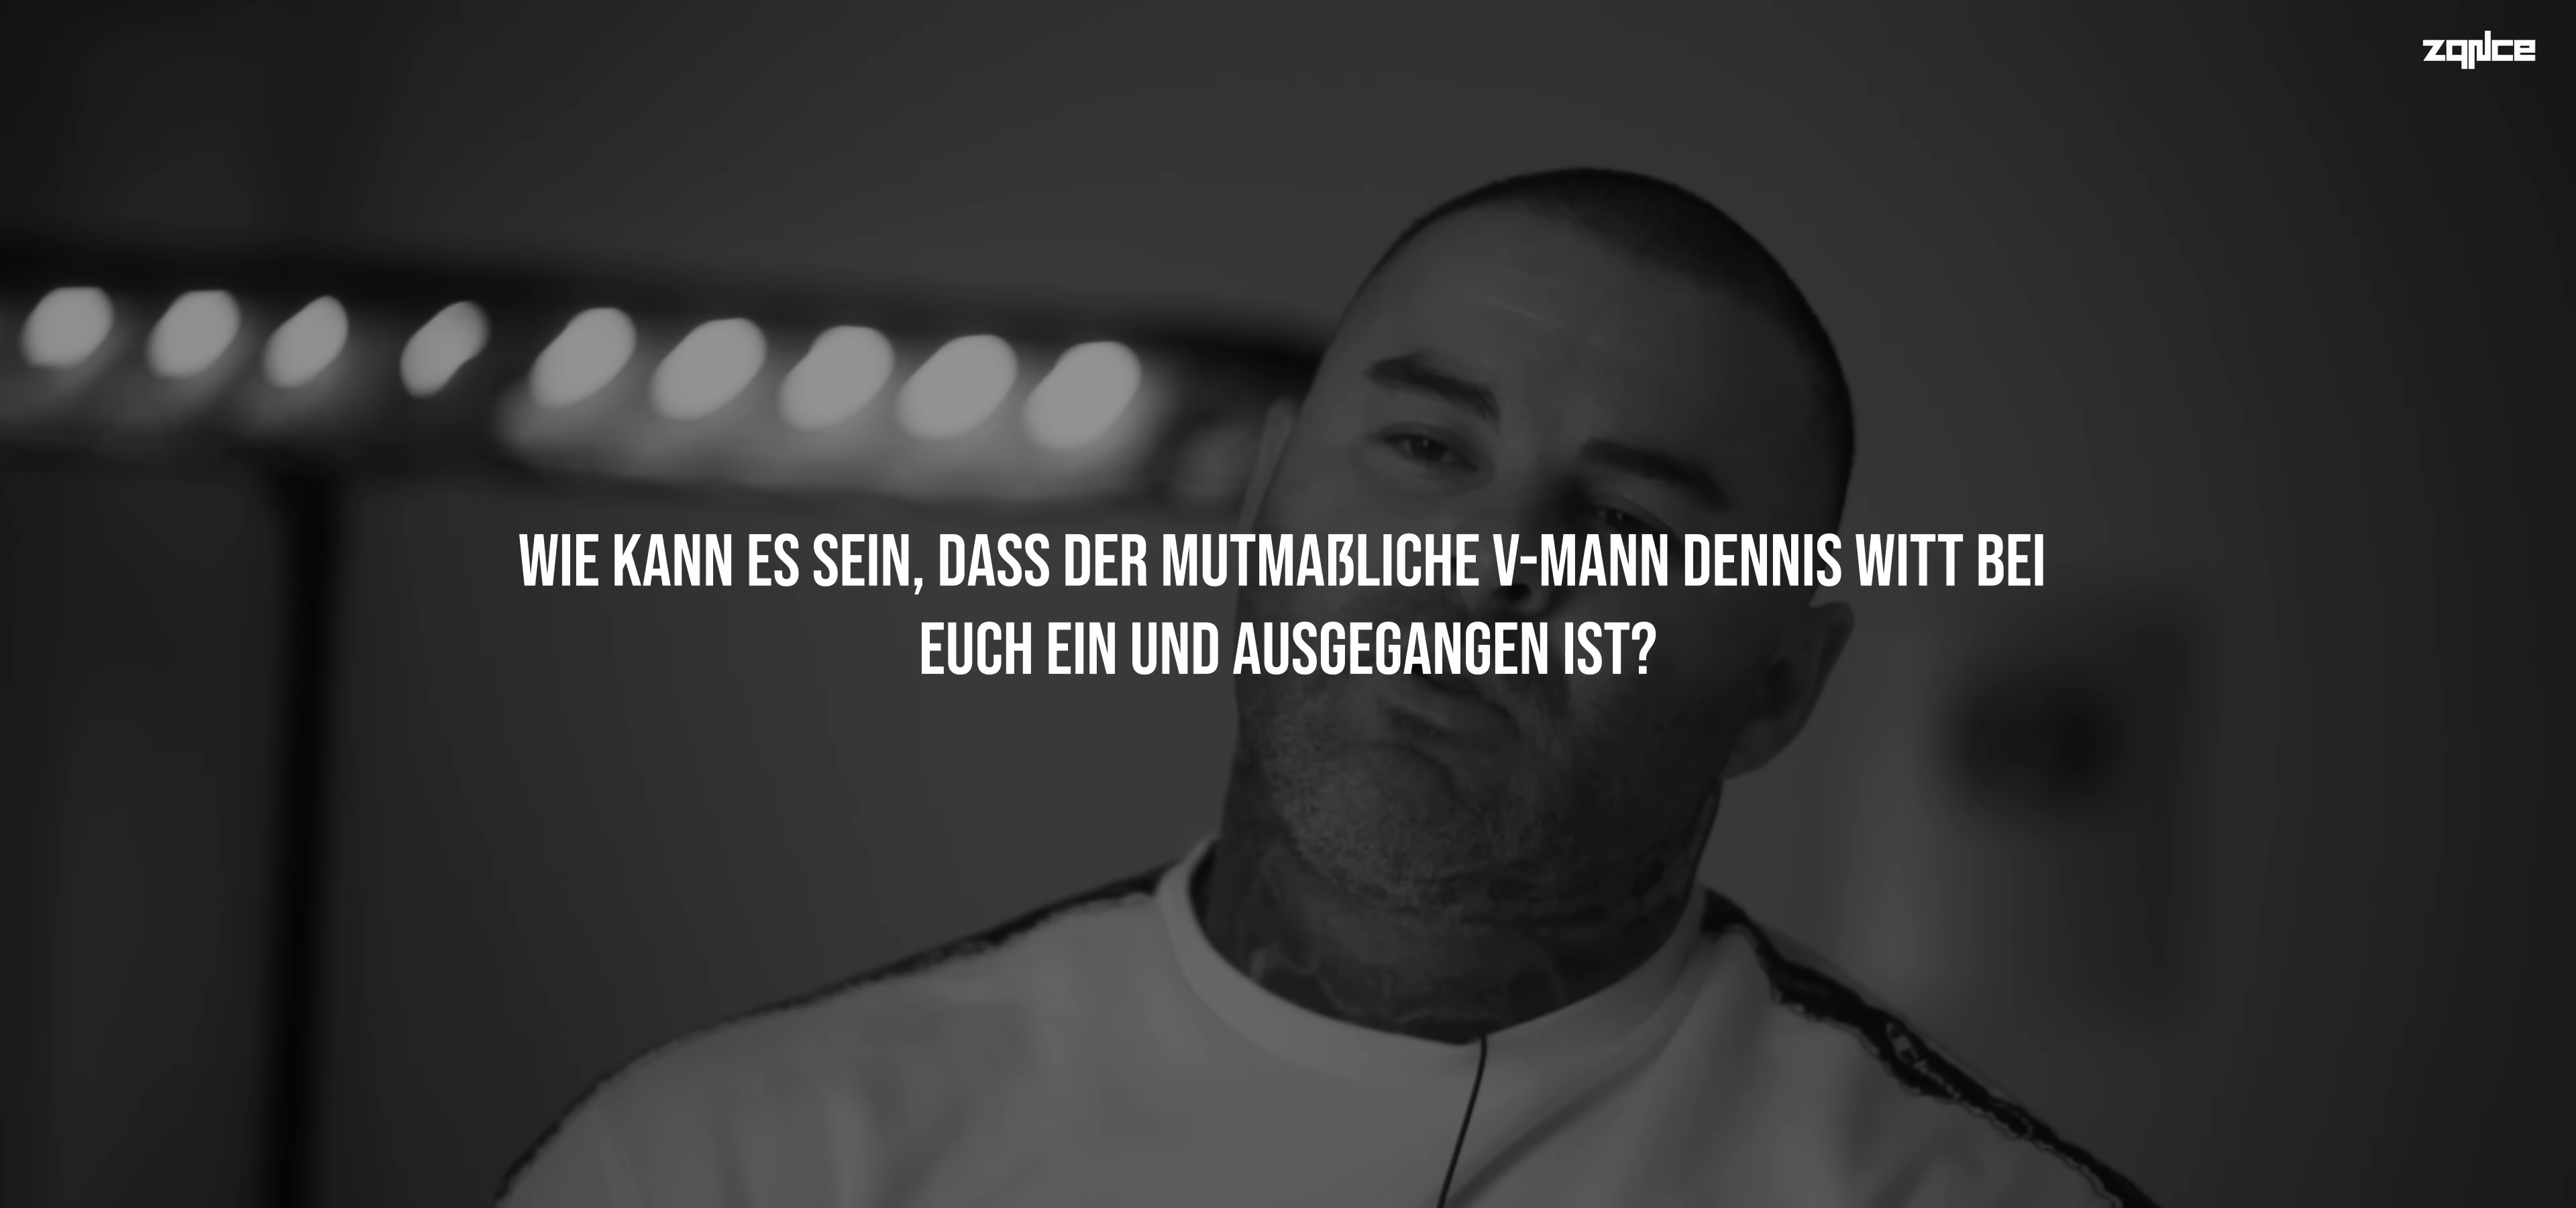 zqnce
WIE KANN ES SEIN, DASS DER MUTMAßLICHE V-MANN DENNIS WITT BEI
EUCH EIN UND AUSGEGANGEN IST?